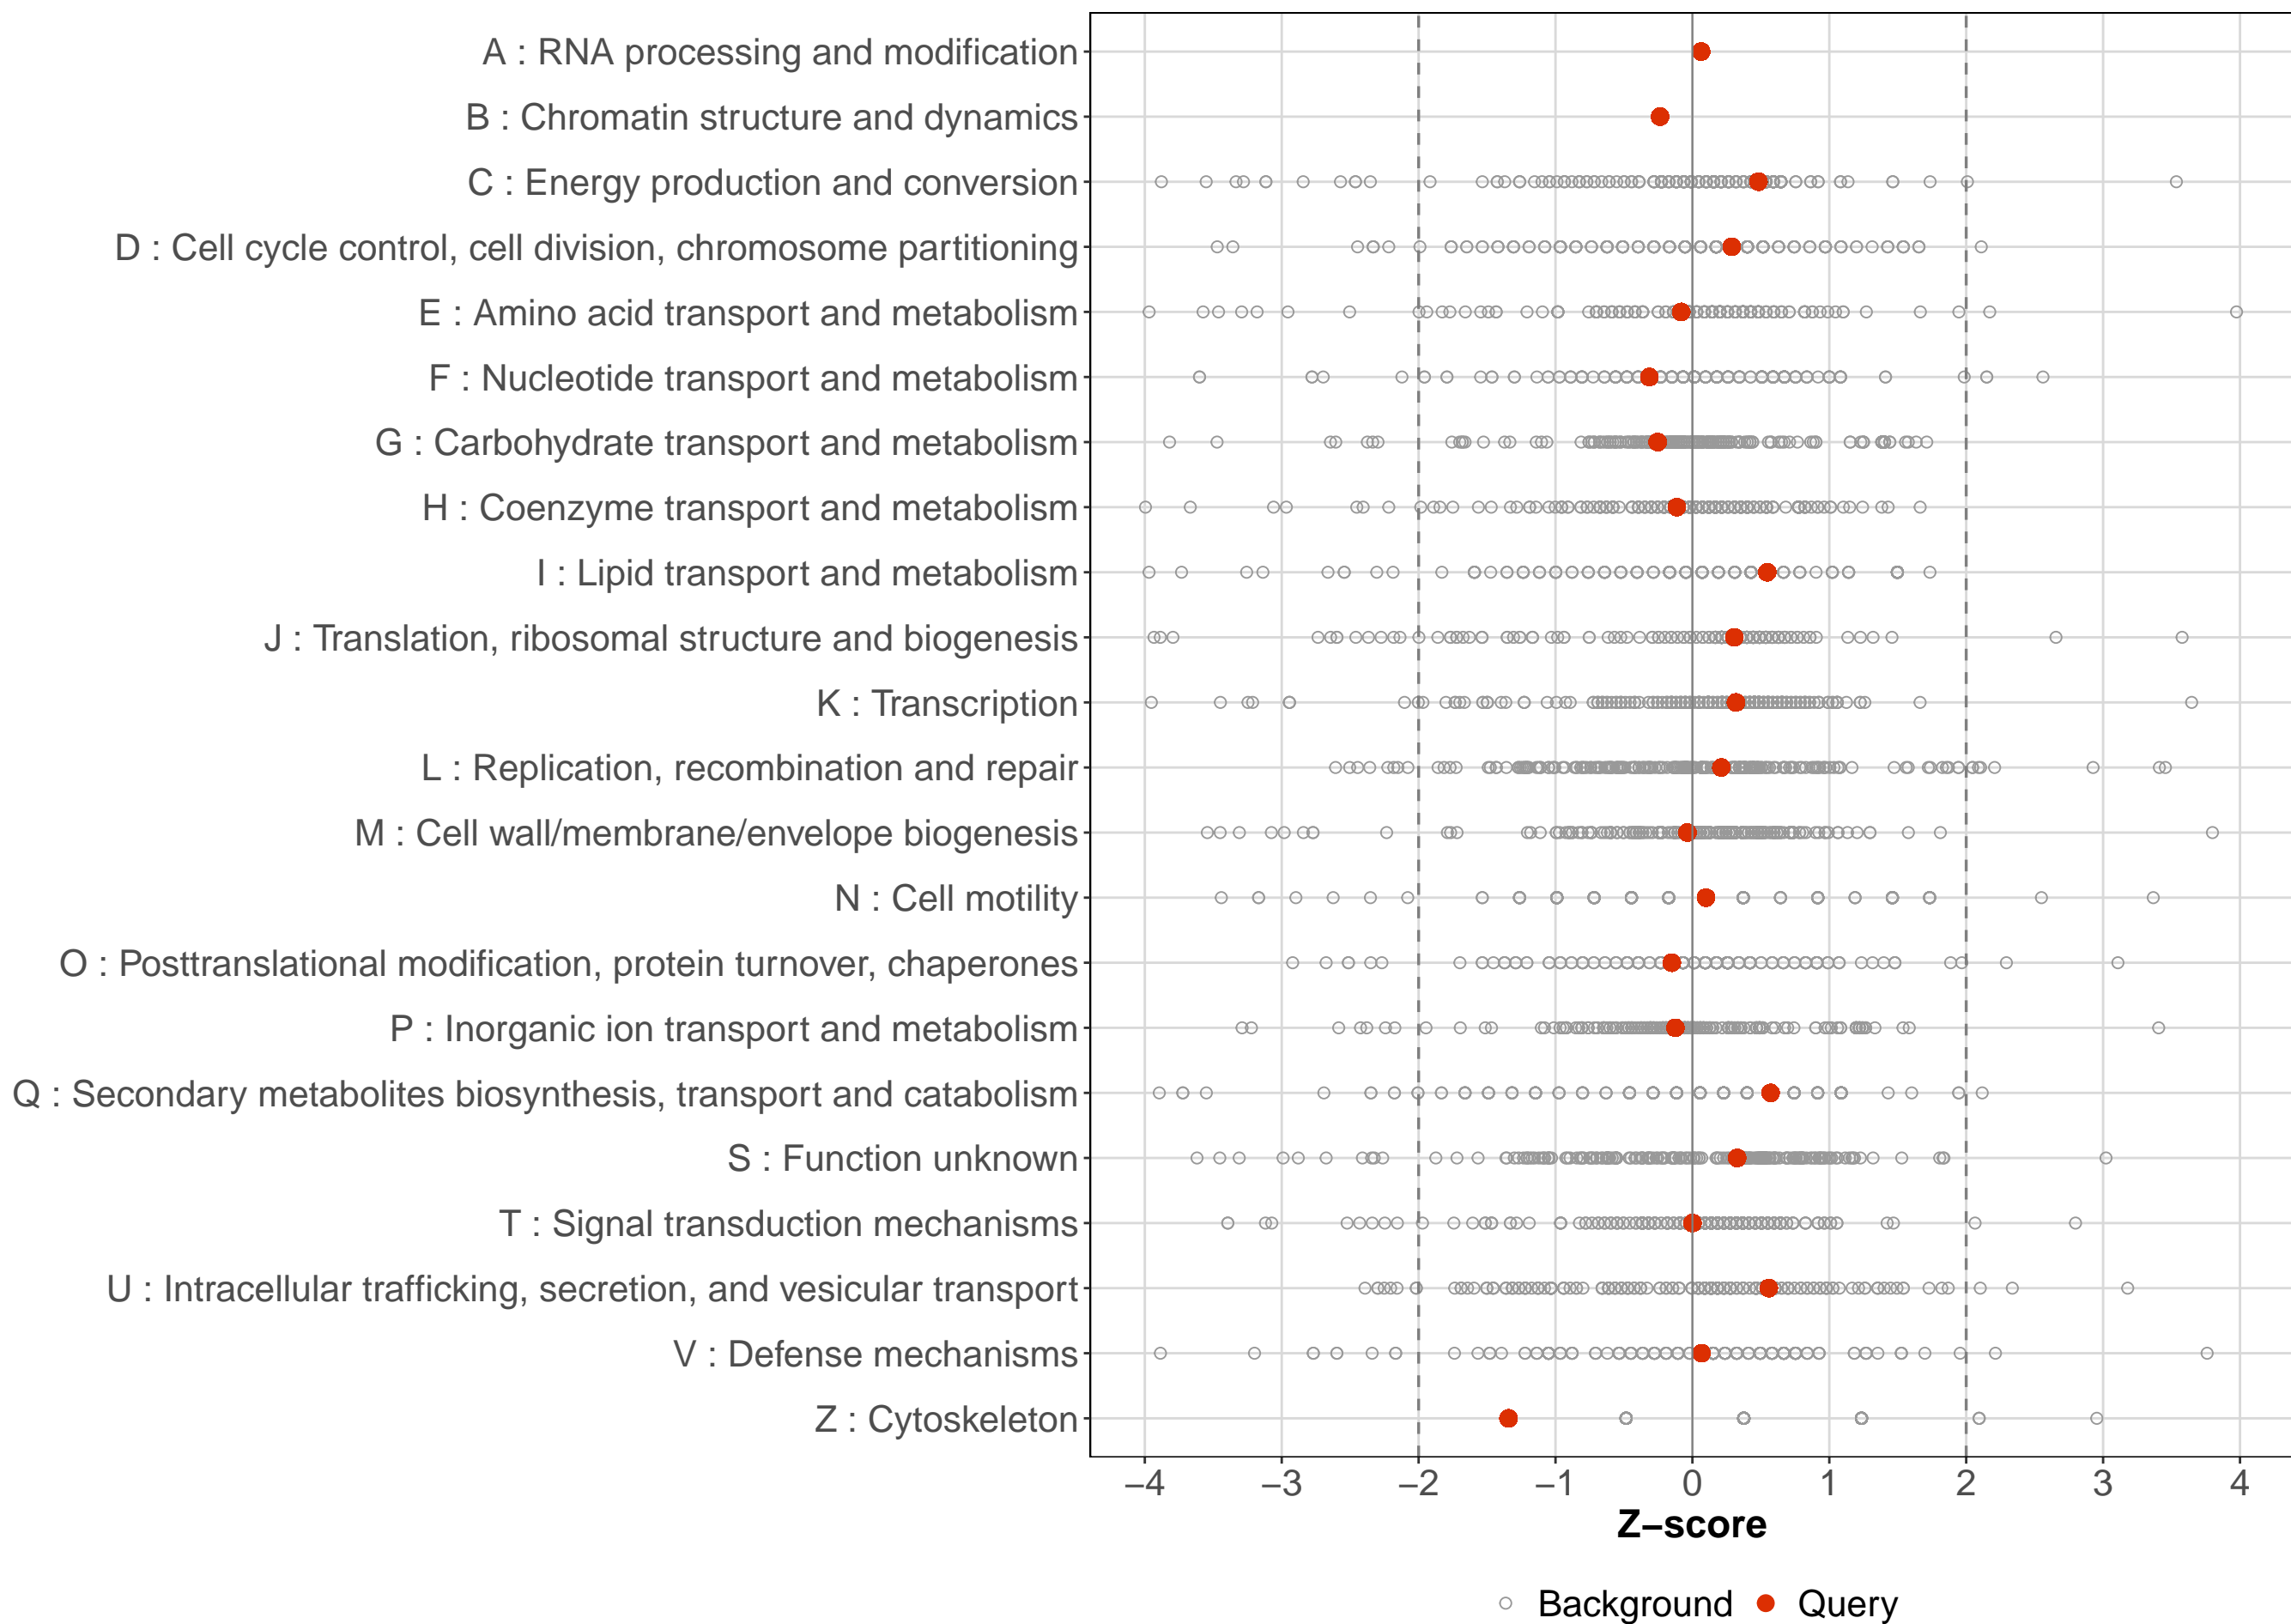 A : RNA processing and modification
B : Chromatin structure and dynamics
C : Energy production and conversion
D : Cell cycle control, cell division, chromosome partitioning
E : Amino acid transport and metabolism
F : Nucleotide transport and metabolism
G : Carbohydrate transport and metabolism
H : Coenzyme transport and metabolism
I : Lipid transport and metabolism
J : Translation, ribosomal structure and biogenesis
K : Transcription
L : Replication, recombination and repair
M : Cell wall/membrane/envelope biogenesis
N : Cell motility
O : Posttranslational modification, protein turnover, chaperones
P : Inorganic ion transport and metabolism
Q : Secondary metabolites biosynthesis, transport and catabolism
S : Function unknown
T : Signal transduction mechanisms
U : Intracellular trafficking, secretion, and vesicular transport
V : Defense mechanisms
Z : Cytoskeleton
−4 −3 −2 −1 0 1 2 3 4
Z−score
Background Query